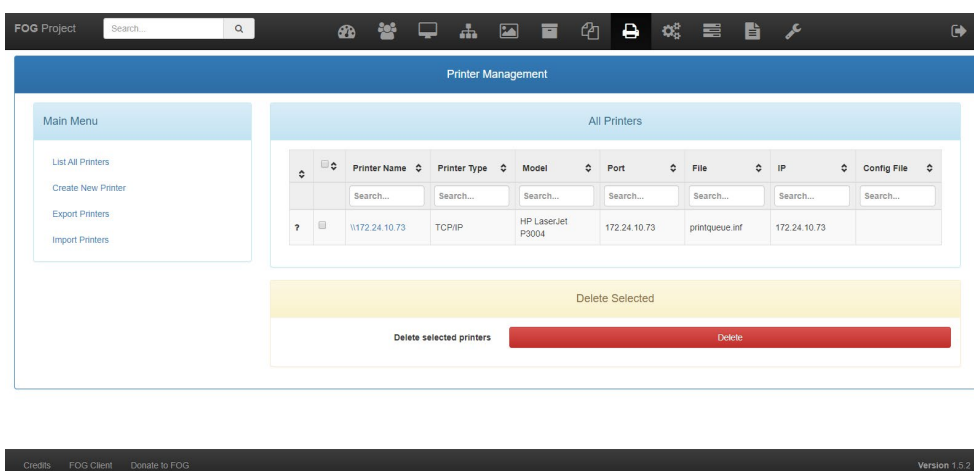 FOG Project Search...
Printer Management
Main Menu
List All Printers
Create New Printer
Export Printers
Import Printers
All Printers
Printer Name Printer Type Model Port File IP Config File
Search... Search... Search... Search... Search... Search... Search...
? \\172.24.10.73 TCP/IP HP LaserJet P3004 172.24.10.73 printqueue.inf 172.24.10.73
Delete Selected
Delete selected printers Delete
Credits FOG Client Donate to FOG Version 1.5.2